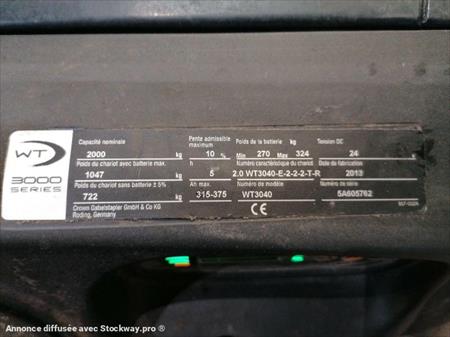 WT
3000
SERIES
Capacité nominale
2000 kg
Pente admissible maximum
10 %
Poids de la batterie kg
Min 270 Max 324
Tension DC
24
Poids du chariot avec batterie max.
1047 kg
h
5
Numéro caractéristique du chariot
2.0 WT3040-E-2-2-2-T-R
Date de fabrication
2013
Poids du chariot sans batterie ± 5%
722 kg
Ah max.
315-375
Numéro de modèle
WT3040
Numéro de série
5A605762
Crown Gabelstapler GmbH & Co KG
Roding, Germany
CE
Annonce diffusée avec Stockway.pro ®